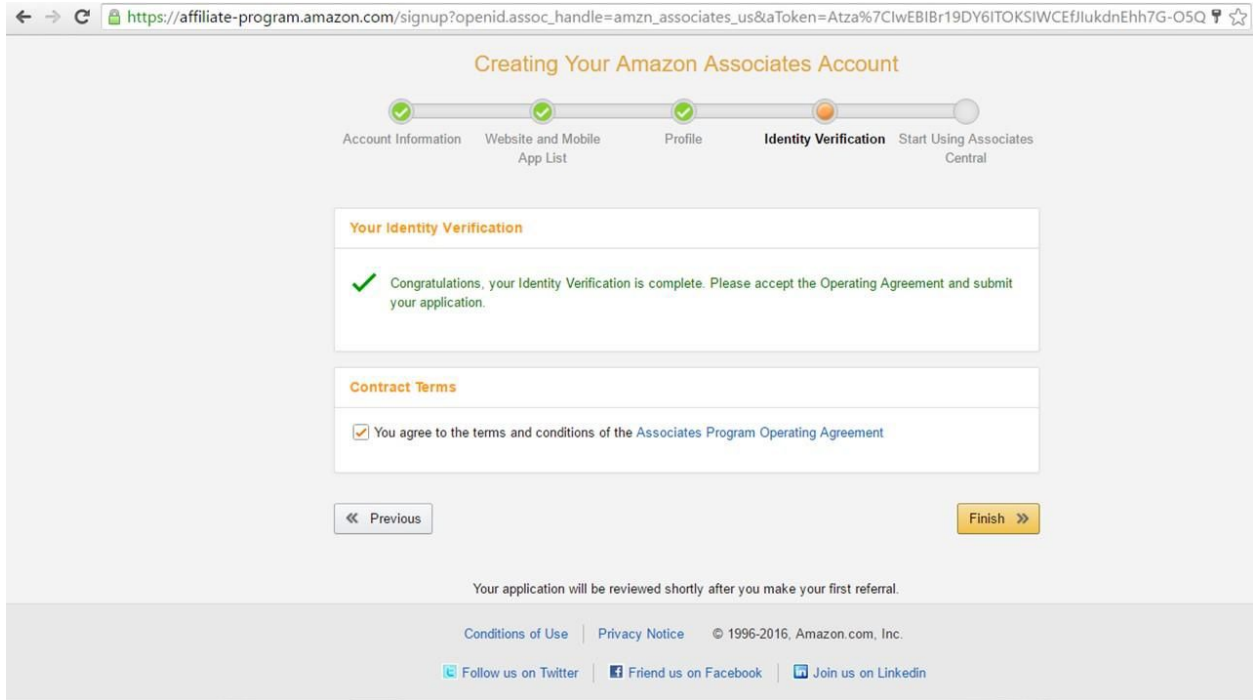 https://affiliate-program.amazon.com/signup?openid.assoc_handle=amzn_associates_us&aToken=Atza%7CIwEBIBr19DY6ITOKSIWCEfJIukdnEhh7G-O5Q
Creating Your Amazon Associates Account
Account Information
Website and Mobile
App List
Profile
Identity Verification
Start Using Associates
Central
Your Identity Verification
Congratulations, your Identity Verification is complete. Please accept the Operating Agreement and submit
your application.
Contract Terms
You agree to the terms and conditions of the Associates Program Operating Agreement
« Previous
Finish »
Your application will be reviewed shortly after you make your first referral.
Conditions of Use | Privacy Notice © 1996-2016, Amazon.com, Inc.
Follow us on Twitter | Friend us on Facebook | Join us on Linkedin